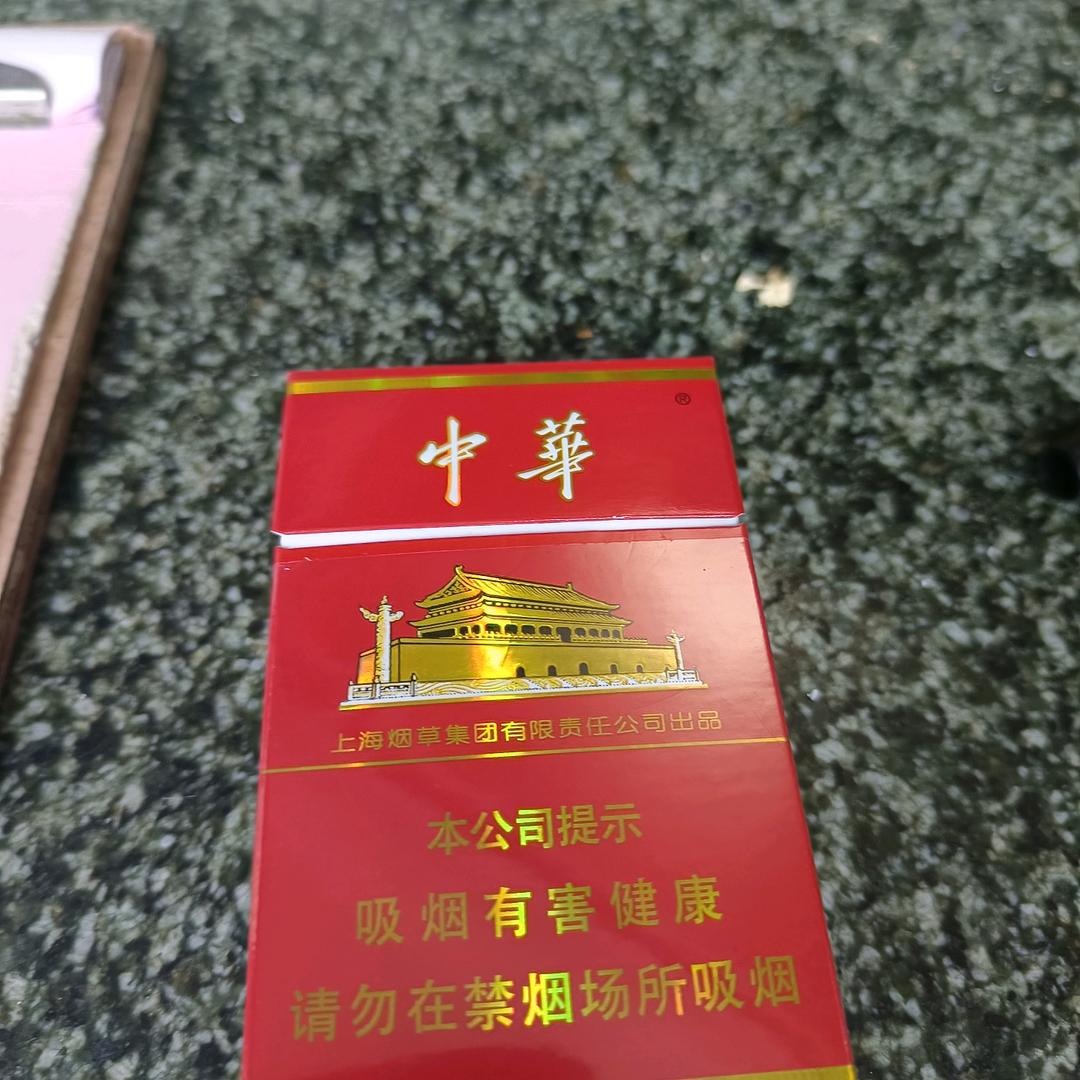 中華
®
上海烟草集团有限责任公司出品
本公司提示
吸烟有害健康
请勿在禁烟场所吸烟